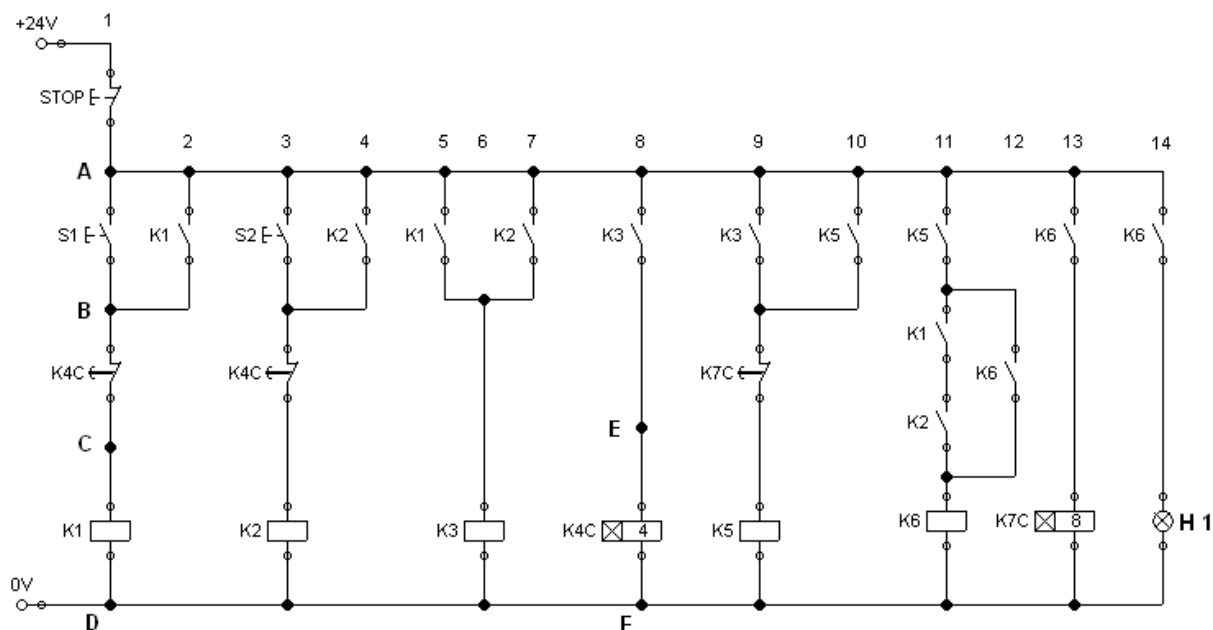 +24V 1
STOP
2 3 4 5 6 7 8 9 10 11 12 13 14
A
S1 K1 S2 K2 K1 K2 K3 K3 K5 K5 K6 K6
B
K1
K4C K4C K7C K6
K2
C E
K1 K2 K3 K4C 4 K5 K6 K7C 8 H 1
0V
D F